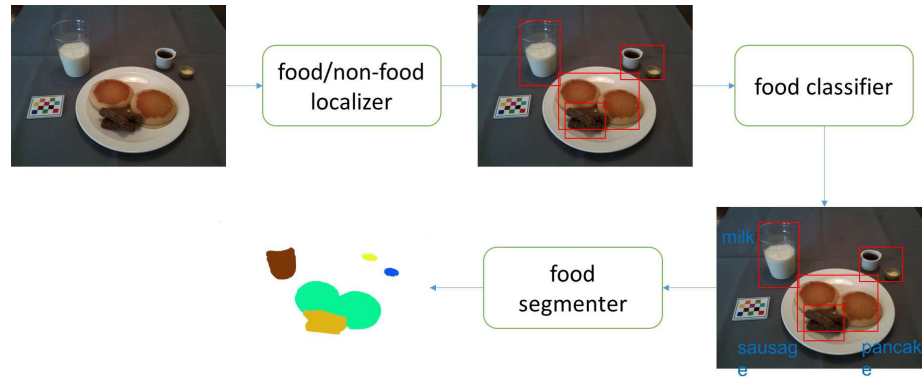 food/non-food
localizer
food classifier
milk
sausag
e
pancak
e
food
segmenter